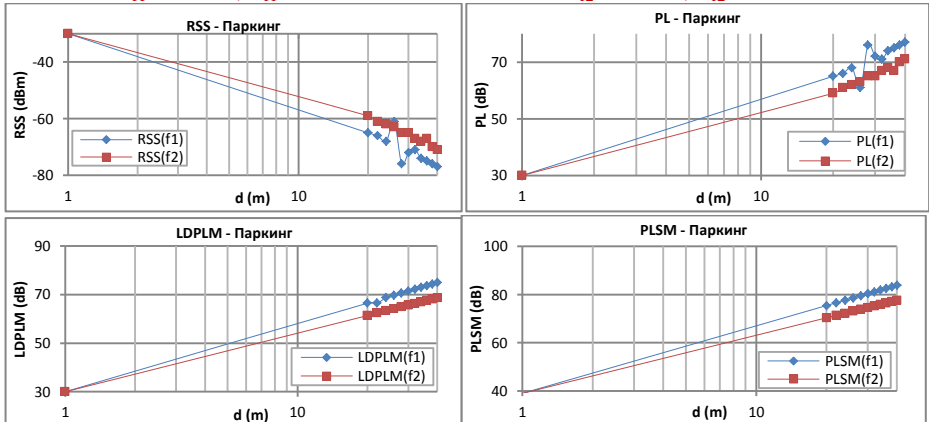 RSS - Паркинг
RSS (dBm)
-40
-60
-80
RSS(f1)
RSS(f2)
1
10
d (m)
PL - Паркинг
PL (dB)
70
50
30
PL(f1)
PL(f2)
1
10
d (m)
LDPLM - Паркинг
LDPLM (dB)
90
70
50
30
LDPLM(f1)
LDPLM(f2)
1
10
d (m)
PLSM - Паркинг
PLSM (dB)
100
80
60
40
PLSM(f1)
PLSM(f2)
1
10
d (m)